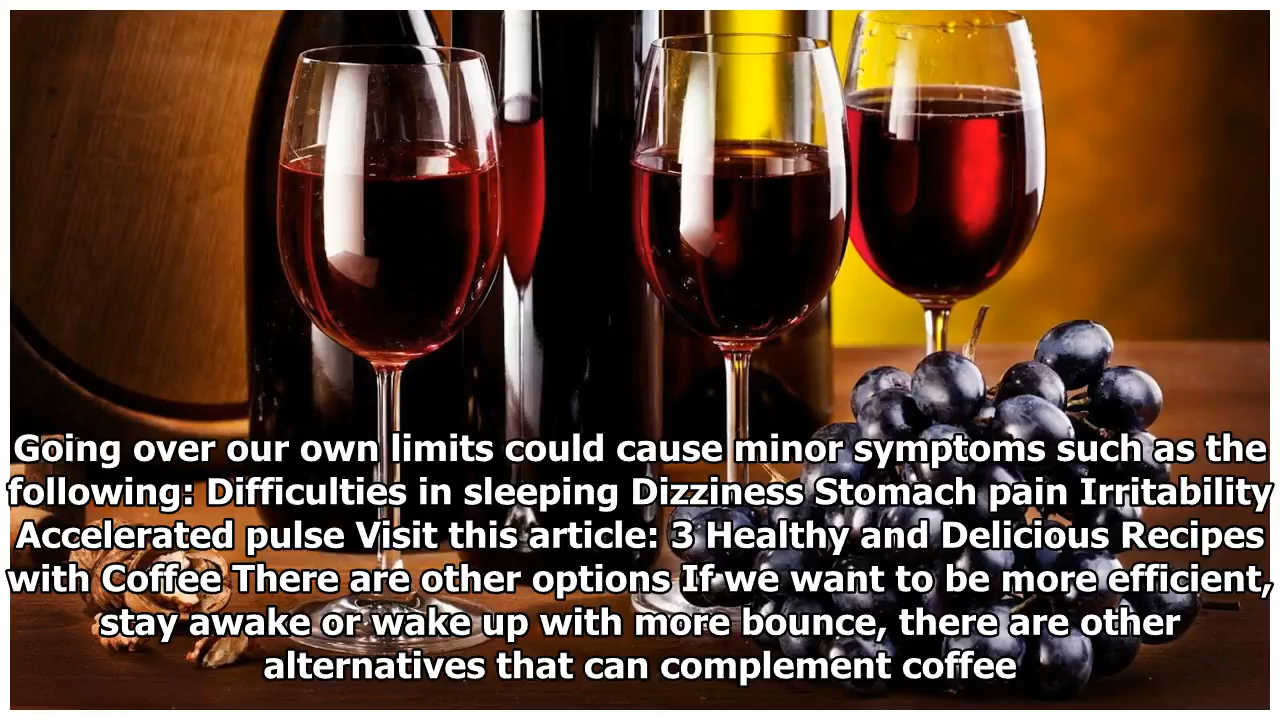 Going over our own limits could cause minor symptoms such as the
following: Difficulties in sleeping Dizziness Stomach pain Irritability
Accelerated pulse Visit this article: 3 Healthy and Delicious Recipes
with Coffee There are other options If we want to be more efficient,
stay awake or wake up with more bounce, there are other
alternatives that can complement coffee